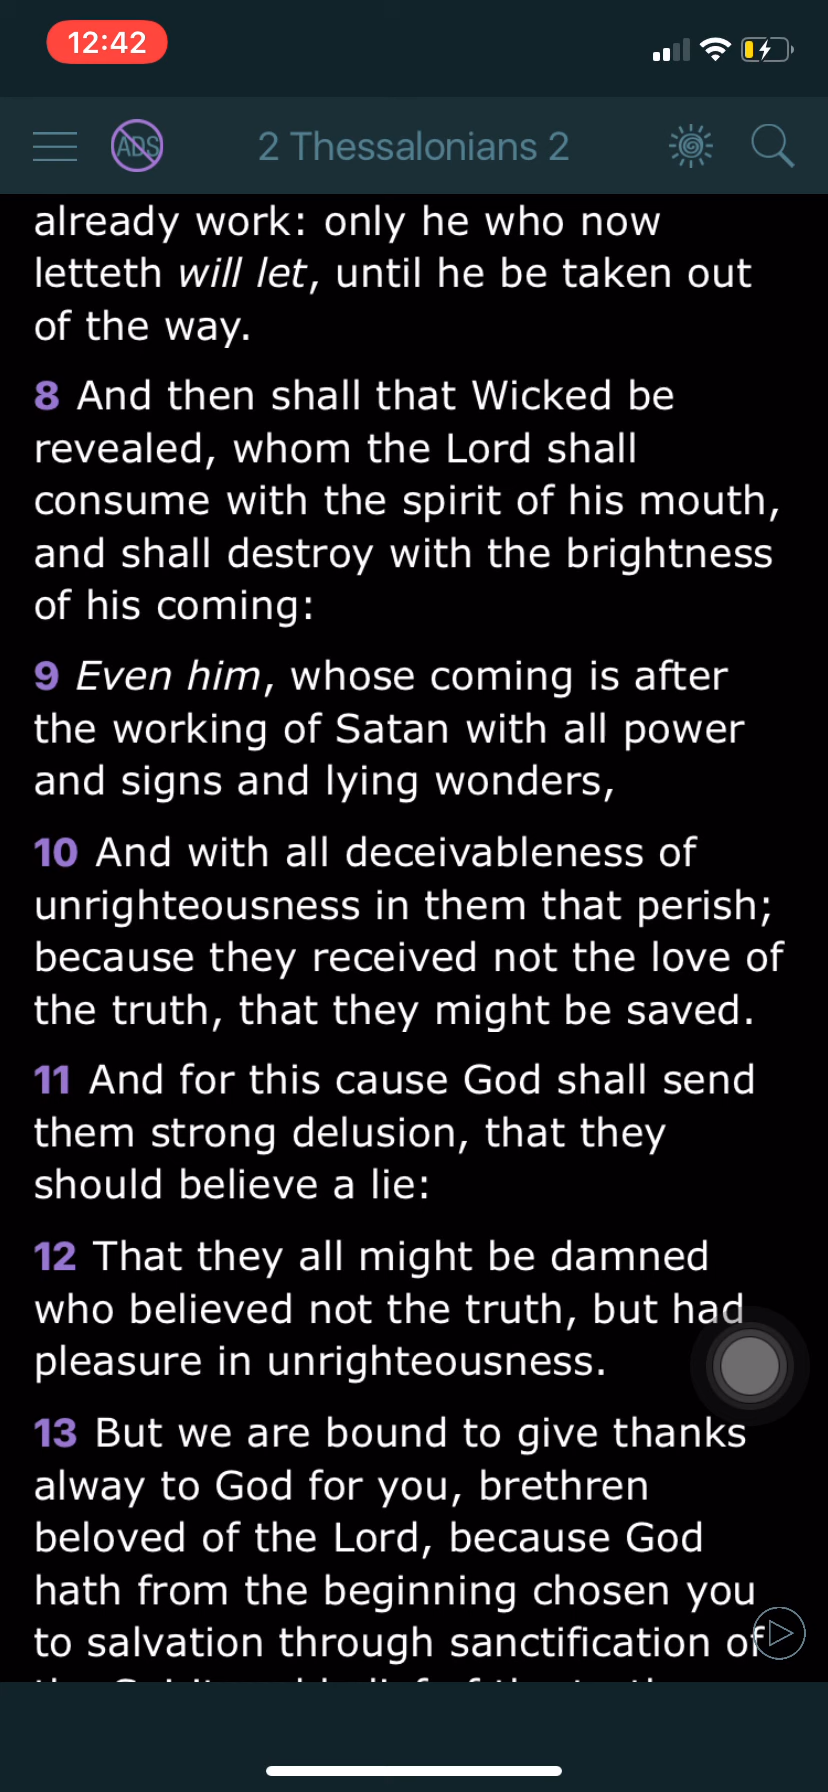 12:42
ADS
2 Thessalonians 2
already work: only he who now
letteth will let, until he be taken out
of the way.
8 And then shall that Wicked be
revealed, whom the Lord shall
consume with the spirit of his mouth,
and shall destroy with the brightness
of his coming:
9 Even him, whose coming is after
the working of Satan with all power
and signs and lying wonders,
10 And with all deceivableness of
unrighteousness in them that perish;
because they received not the love of
the truth, that they might be saved.
11 And for this cause God shall send
them strong delusion, that they
should believe a lie:
12 That they all might be damned
who believed not the truth, but had
pleasure in unrighteousness.
13 But we are bound to give thanks
alway to God for you, brethren
beloved of the Lord, because God
hath from the beginning chosen you
to salvation through sanctification of